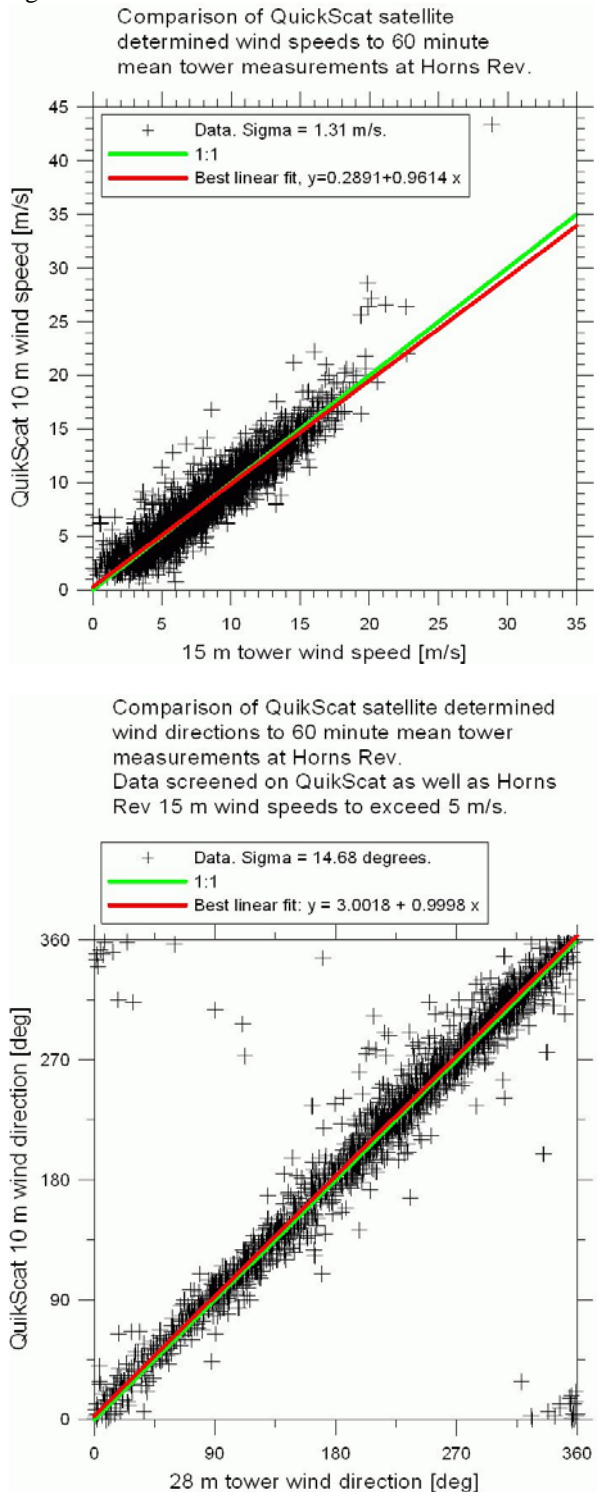 Comparison of QuickScat satellite
determined wind speeds to 60 minute
mean tower measurements at Horns Rev.
45
40
35
30
25
20
15
10
5
0
QuikScat 10 m wind speed [m/s]
Data. Sigma = 1.31 m/s.
1:1
Best linear fit, y=0.2891+0.9614 x
0 5 10 15 20 25 30 35
15 m tower wind speed [m/s]
Comparison of QuikScat satellite determined
wind directions to 60 minute mean tower
measurements at Horns Rev.
Data screened on QuikScat as well as Horns
Rev 15 m wind speeds to exceed 5 m/s.
Data. Sigma = 14.68 degrees.
1:1
Best linear fit: y = 3.0018 + 0.9998 x
360
270
180
90
0
QuikScat 10 m wind direction [deg]
0 90 180 270 360
28 m tower wind direction [deg]